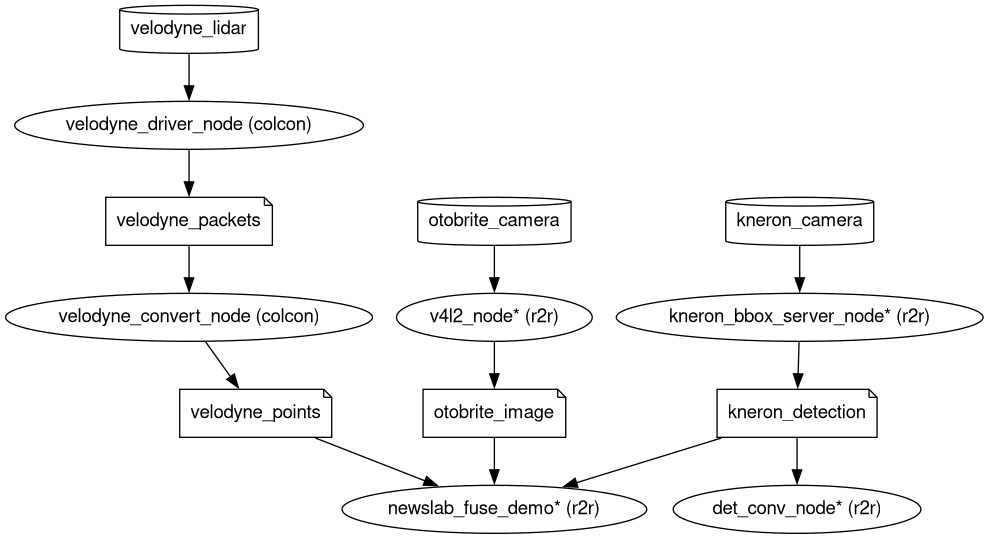 velodyne_lidar
velodyne_driver_node (colcon)
velodyne_packets
otobrite_camera
kneron_camera
velodyne_convert_node (colcon)
v4l2_node* (r2r)
kneron_bbox_server_node* (r2r)
velodyne_points
otobrite_image
kneron_detection
newslab_fuse_demo* (r2r)
det_conv_node* (r2r)